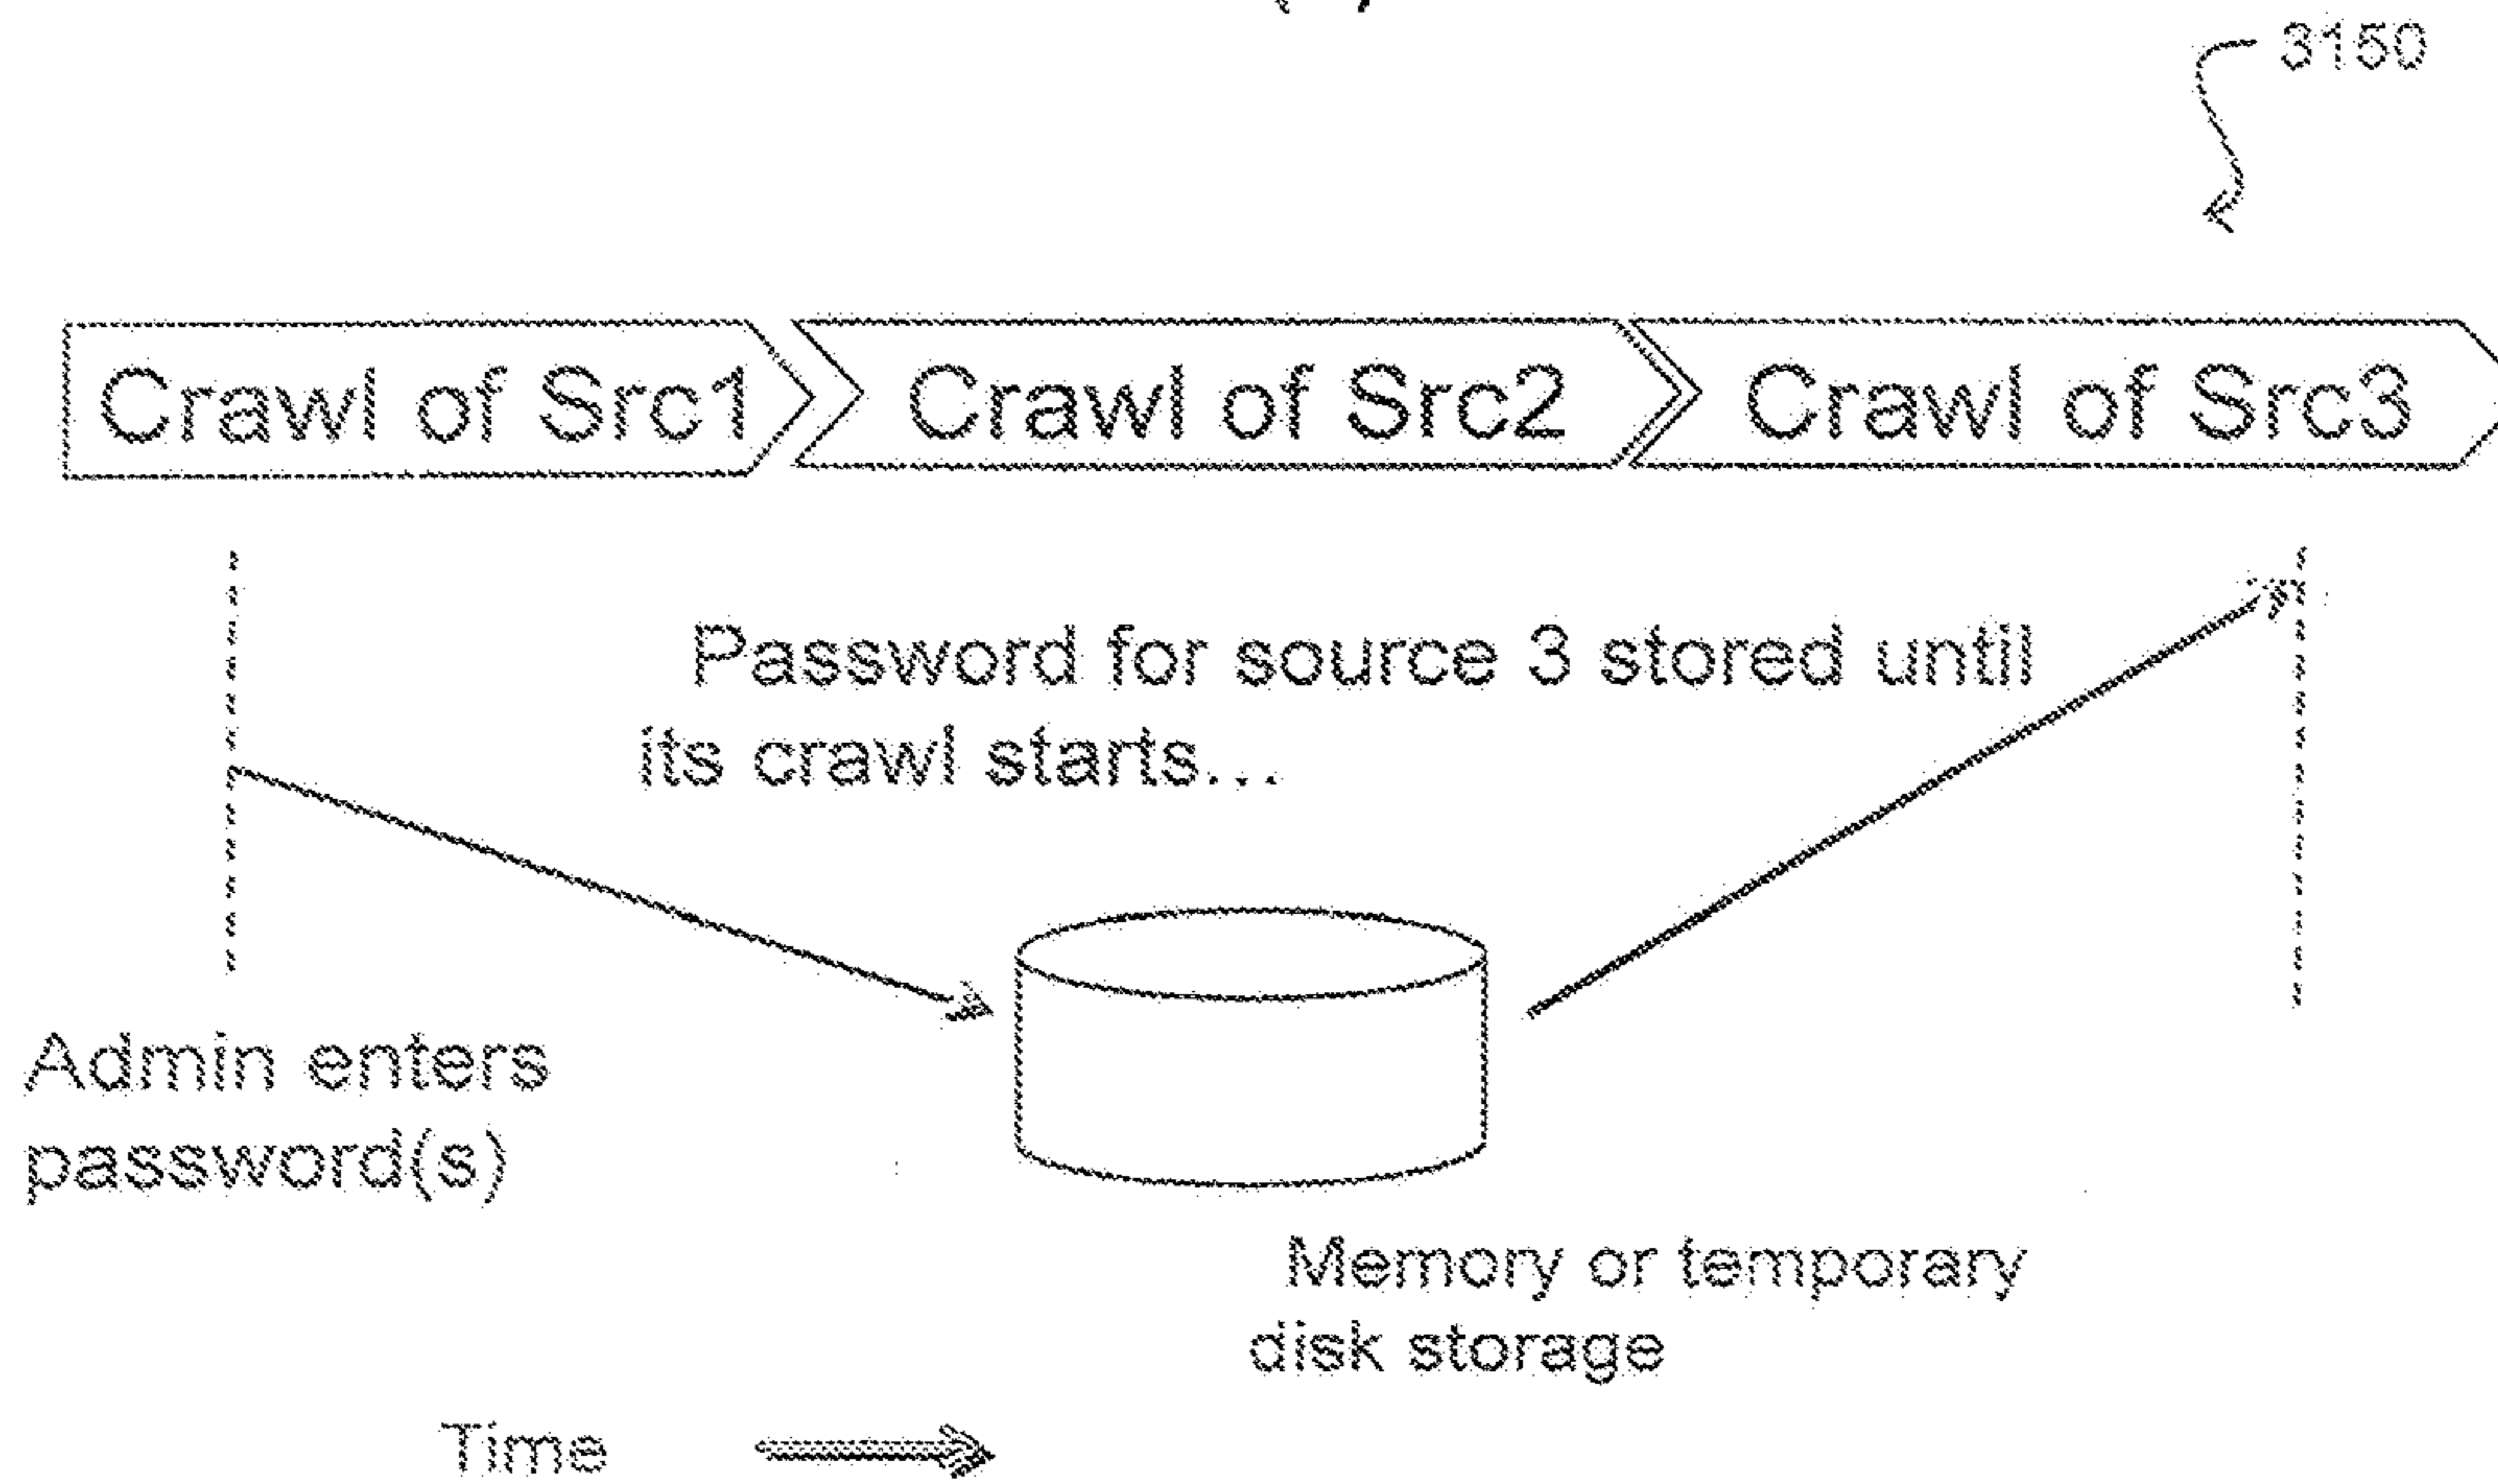 3150
Crawl of Src1
Crawl of Src2
Crawl of Src3
Password for source 3 stored until
its crawl starts...
Admin enters
password(s)
Memory or temporary
disk storage
Time